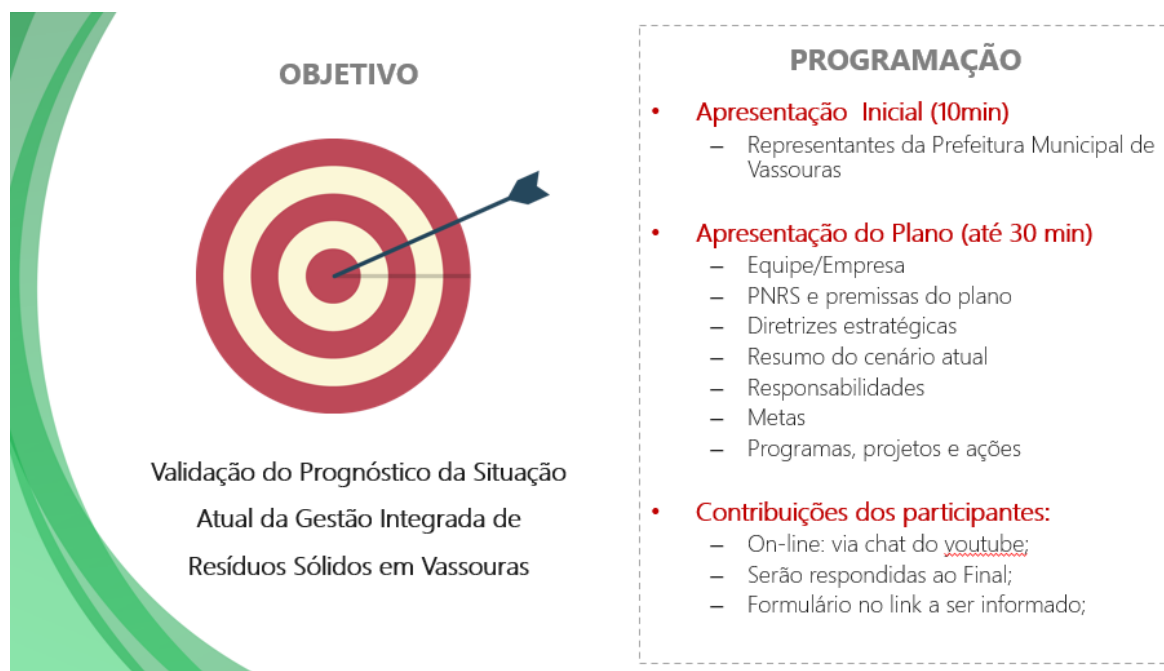 OBJETIVO
Validação do Prognóstico da Situação
Atual da Gestão Integrada de
Resíduos Sólidos em Vassouras
PROGRAMAÇÃO
• Apresentação Inicial (10min)
– Representantes da Prefeitura Municipal de
Vassouras
• Apresentação do Plano (até 30 min)
– Equipe/Empresa
– PNRS e premissas do plano
– Diretrizes estratégicas
– Resumo do cenário atual
– Responsabilidades
– Metas
– Programas, projetos e ações
• Contribuições dos participantes:
– On-line: via chat do youtube;
– Serão respondidas ao Final;
– Formulário no link a ser informado;